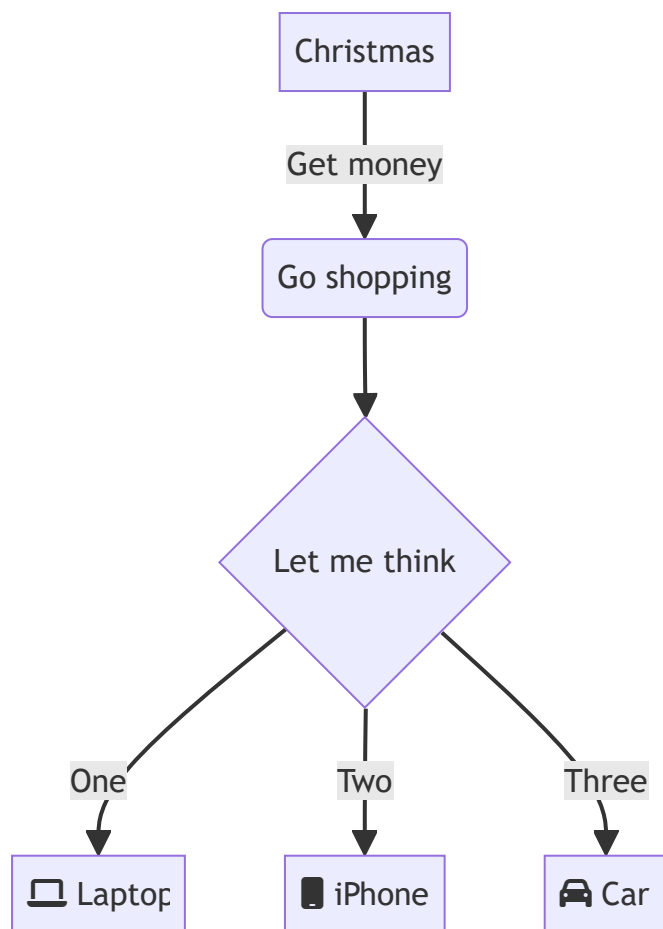 Christmas
Get money
Go shopping
Let me think
One
Two
Three
Laptop
iPhone
Car